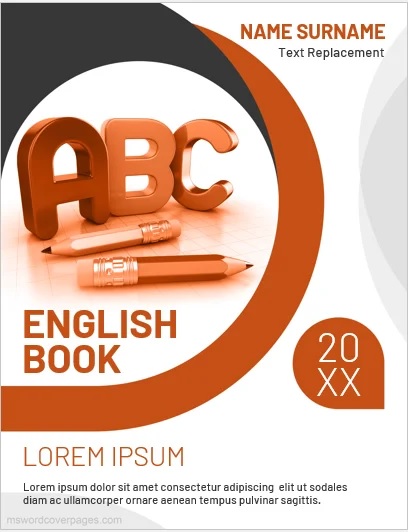 NAME SURNAME
Text Replacement
ABC
ENGLISH
BOOK
20
XX
LOREM IPSUM
Lorem ipsum dolor sit amet consectetur adipiscing elit ut sodales
diam ac ullamcorper ornare aenean pulvinar sagittis.
mswordcoverpages.com